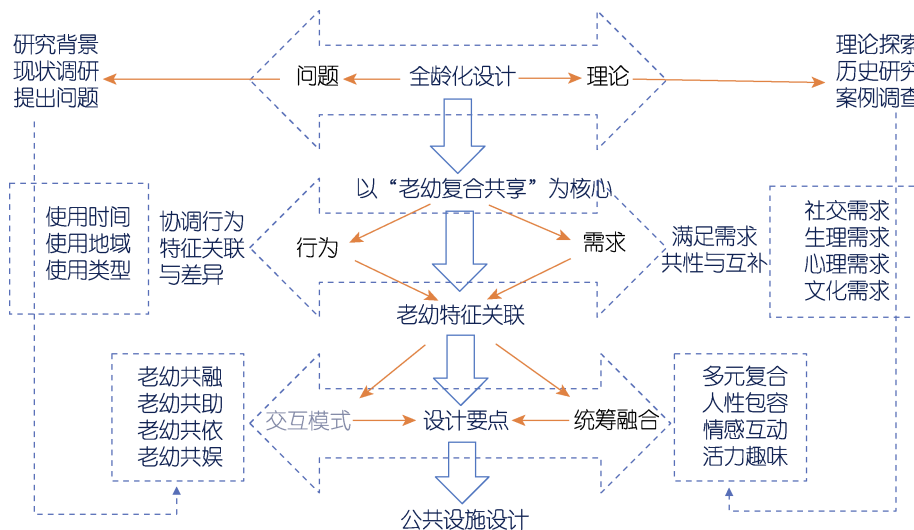 研究背景
现状调研
提出问题
问题
全龄化设计
理论
理论探索
历史研究
案例调查
以“老幼复合共享”为核心
使用时间
使用地域
使用类型
协调行为
特征关联
与差异
行为
需求
满足需求
共性与互补
社交需求
生理需求
心理需求
文化需求
老幼特征关联
老幼共融
老幼共助
老幼共依
老幼共娱
交互模式
设计要点
统筹融合
多元复合
人性包容
情感互动
活力趣味
公共设施设计